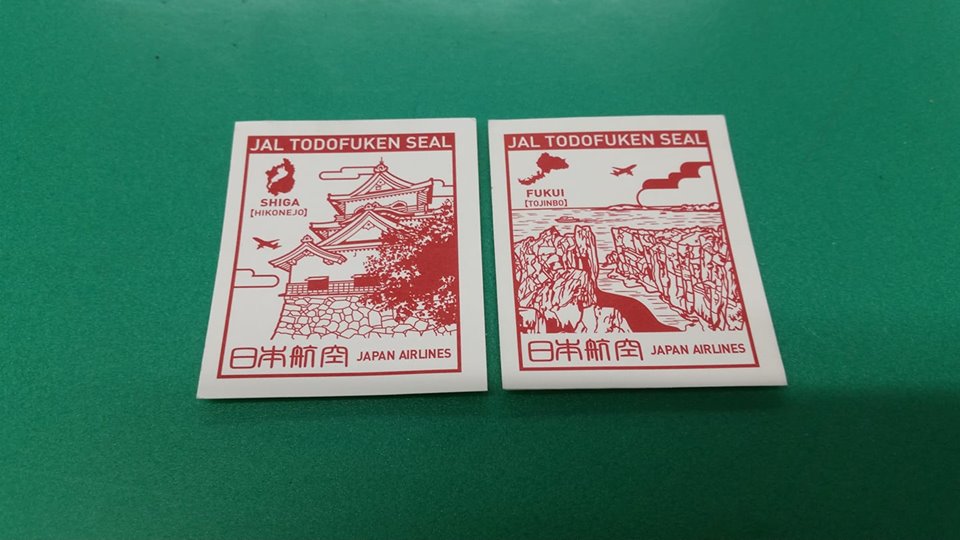 JAL TODOFUKEN SEAL
SHIGA
[HIKONEJO]
日本航空 JAPAN AIRLINES
JAL TODOFUKEN SEAL
FUKUI
[TOJINBO]
日本航空 JAPAN AIRLINES